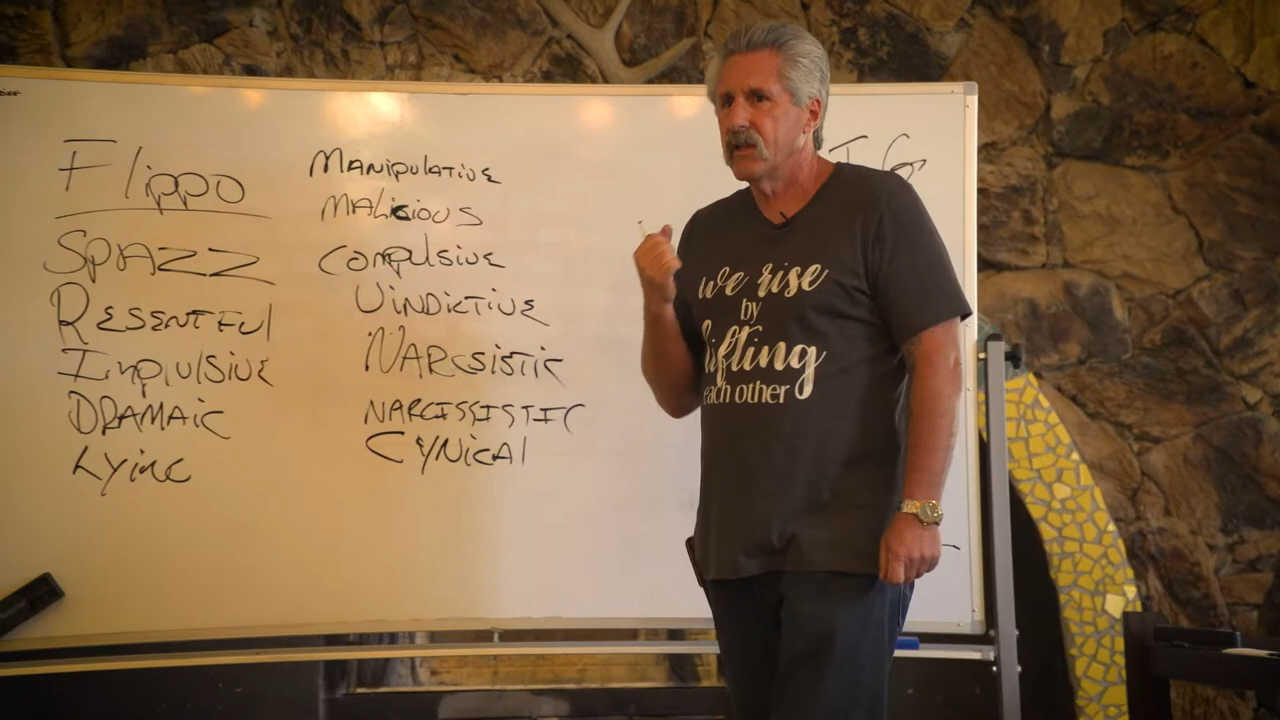 Flippo
SPAZZ
RESENTFUl
Impulsive
DRAMAIC
Lying
MANIPULATIVE
MALICIOUS
COMPULSIVE
VINDICTIVE
NARCSISTIC
NARCISSISTIC
CYNICAl
we rise
by
lifting
each other